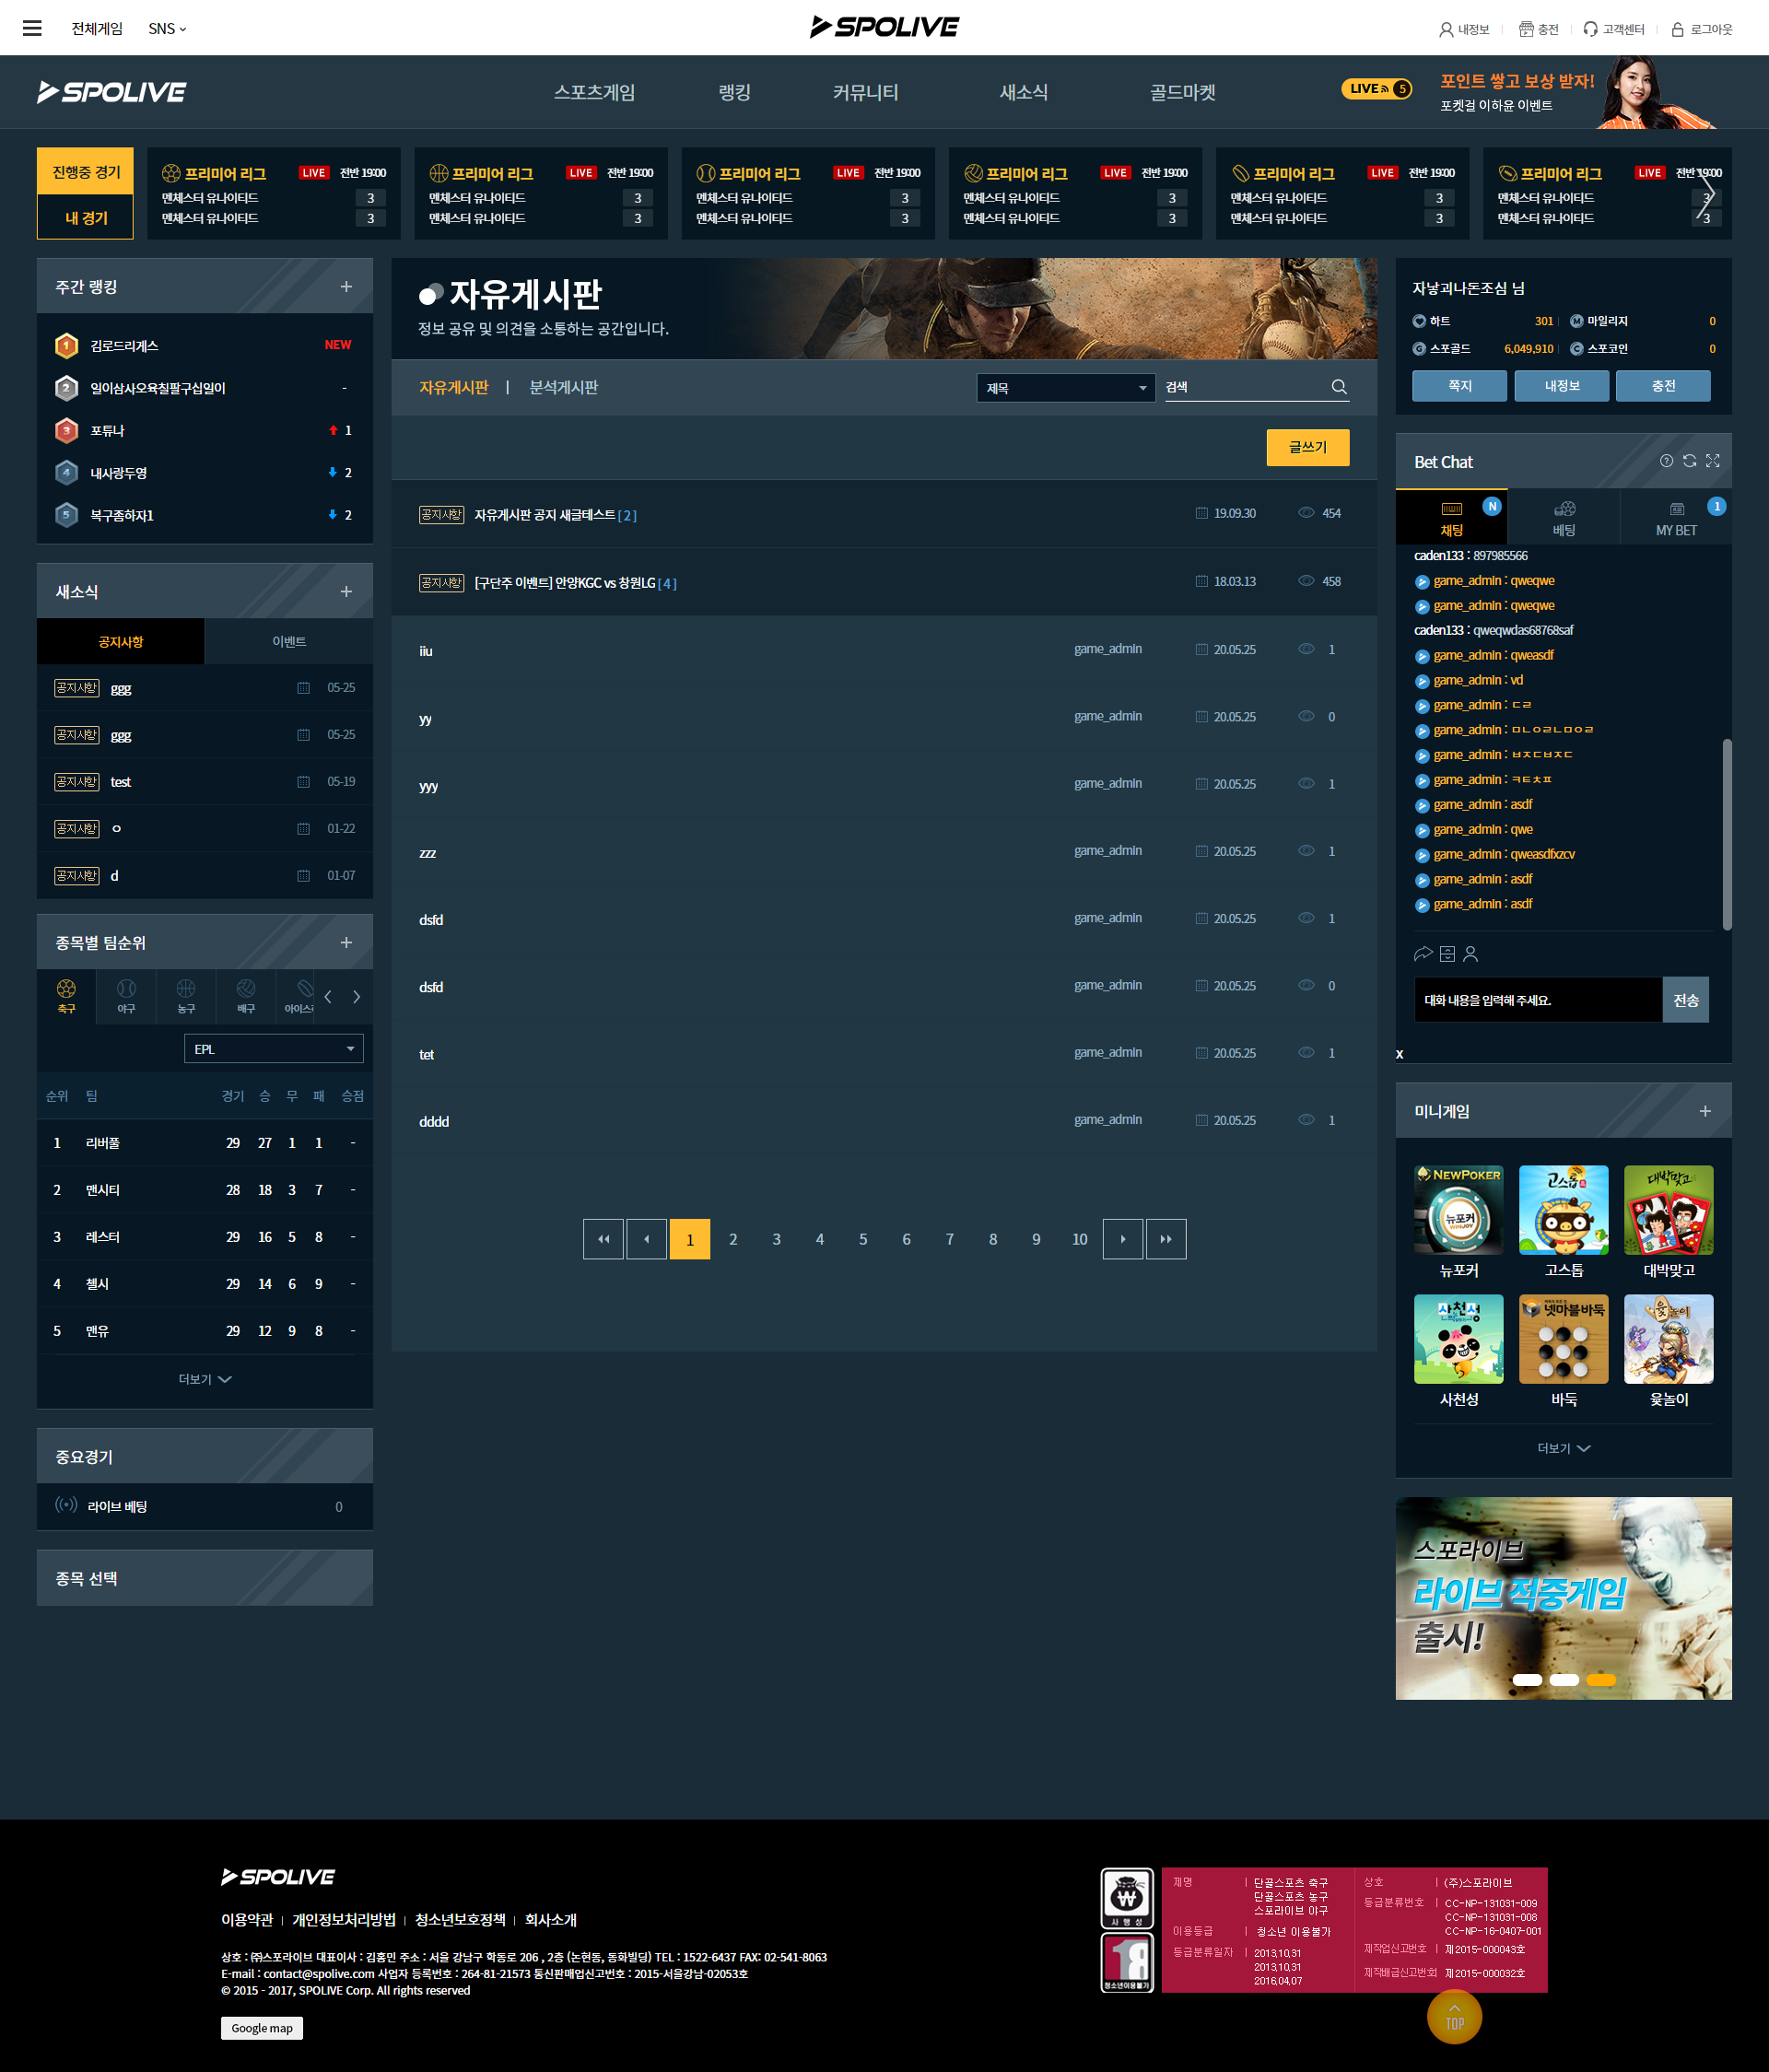 전체게임 SNS
SPOLIVE
내정보 충전 고객센터 로그아웃
SPOLIVE
스포츠게임 랭킹 커뮤니티 새소식 골드마켓
LIVE 5
포인트 쌓고 보상 받자!
포켓걸 이하윤 이벤트
진행중 경기
내 경기
프리미어 리그 LIVE 전반 19:00
맨체스터 유나이티드 3
맨체스터 유나이티드 3
프리미어 리그 LIVE 전반 19:00
맨체스터 유나이티드 3
맨체스터 유나이티드 3
프리미어 리그 LIVE 전반 19:00
맨체스터 유나이티드 3
맨체스터 유나이티드 3
프리미어 리그 LIVE 전반 19:00
맨체스터 유나이티드 3
맨체스터 유나이티드 3
프리미어 리그 LIVE 전반 19:00
맨체스터 유나이티드 3
맨체스터 유나이티드 3
프리미어 리그 LIVE 전반 19:00
맨체스터 유나이티드 3
맨체스터 유나이티드 3
주간 랭킹
1 김로드리게스 NEW
2 일이삼사오육칠팔구십일이 -
3 포튜나 1
4 내사랑두영 2
5 복구좀하자1 2
새소식
공지사항 이벤트
공지사항 ggg 05-25
공지사항 ggg 05-25
공지사항 test 05-19
공지사항 ㅇ 01-22
공지사항 d 01-07
종목별 팀순위
축구 야구 농구 배구
EPL
순위 팀 경기 승 무 패 승점
1 리버풀 29 27 1 1 -
2 맨시티 28 18 3 7 -
3 레스터 29 16 5 8 -
4 첼시 29 14 6 9 -
5 맨유 29 12 9 8 -
더보기
중요경기
라이브 베팅 0
종목 선택
자유게시판
정보 공유 및 의견을 소통하는 공간입니다.
자유게시판 | 분석게시판
제목
검색
글쓰기
공지사항 자유게시판 공지 새글테스트 [ 2 ] 19.09.30 454
공지사항 [구단주 이벤트] 안양KGC vs 창원LG [ 4 ] 18.03.13 458
iiu game_admin 20.05.25 1
yy game_admin 20.05.25 0
yyy game_admin 20.05.25 1
zzz game_admin 20.05.25 1
dsfd game_admin 20.05.25 1
dsfd game_admin 20.05.25 0
tet game_admin 20.05.25 1
dddd game_admin 20.05.25 1
1 2 3 4 5 6 7 8 9 10
자낳괴나돈조심 님
하트 301 마일리지 0
스포골드 6,049,910 스포코인 0
쪽지 내정보 충전
Bet Chat
채팅 N 베팅 MY BET 1
caden133 : 897985566
game_admin : qweqwe
game_admin : qweqwe
caden133 : qweqwdas68768saf
game_admin : qweasdf
game_admin : vd
game_admin : ㄷㄹ
game_admin : ㅁㄴㅇㄹㄴㅁㅇㄹ
game_admin : ㅂㅈㄷㅂㅈㄷ
game_admin : ㅋㅌㅊㅍ
game_admin : asdf
game_admin : qwe
game_admin : qweasdfxzcv
game_admin : asdf
game_admin : asdf
대화 내용을 입력해 주세요. 전송
X
미니게임
NEWPOKER 뉴포커
고스톱
대박맞고
뉴포커 고스톱 대박맞고
사천성
넷마블바둑
윷놀이
사천성 바둑 윷놀이
더보기
스포라이브
라이브 적중게임
출시!
SPOLIVE
이용약관 | 개인정보처리방법 | 청소년보호정책 | 회사소개
상호 : ㈜스포라이브 대표이사 : 김홍민 주소 : 서울 강남구 학동로 206 , 2층 (논현동, 동화빌딩) TEL : 1522-6437 FAX: 02-541-8063
E-mail : contact@spolive.com 사업자 등록번호 : 264-81-21573 통신판매업신고번호 : 2015-서울강남-02053호
© 2015 - 2017, SPOLIVE Corp. All rights reserved
Google map
사행성
18
청소년이용불가
제명 | 단골스포츠 축구
단골스포츠 농구
스포라이브 야구
이용등급 | 청소년 이용불가
등급분류일자 | 2013.10.31
2013.10.31
2016.04.07
상호 | (주)스포라이브
등급분류번호 | CC-NP-131031-009
CC-NP-131031-008
CC-NP-16-0407-001
제작업신고번호 | 제2015-000043호
제작배급신고번호 제2015-000032호
TOP